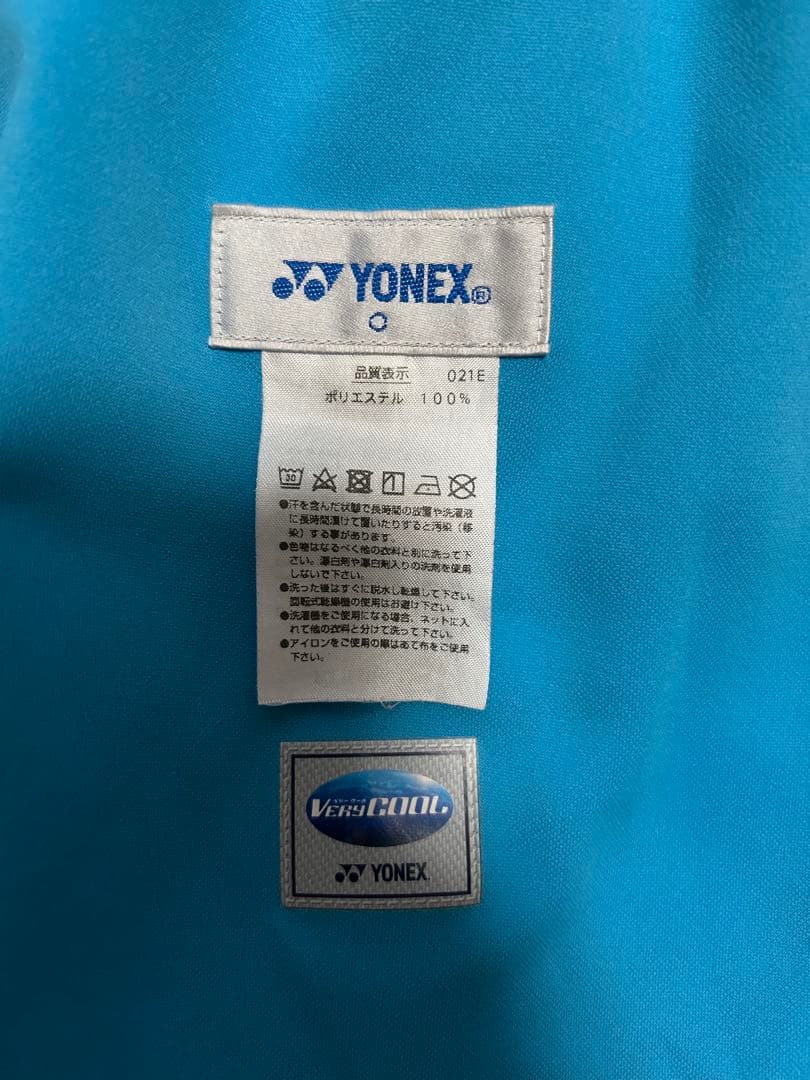 YONEX®
O
品質表示 021E
ポリエステル 100%
30
●汗を含んだ状態で長時間の放置や洗濯液
に長時間漬けて置いたりすると汚染(移
染)する事があります。
●色物はなるべく他の衣料と別に洗って下
さい。漂白剤や漂白剤入りの洗剤を使用
しないで下さい。
●洗った後はすぐに脱水し乾燥して下さい。
回転式乾燥機の使用はお避け下さい。
●洗濯機をご使用になる場合、ネットに入
れて他の衣料と分けて洗って下さい。
●アイロンをご使用の際はあて布をご使用
下さい。
ベリークール
VERYCOOL
YONEX